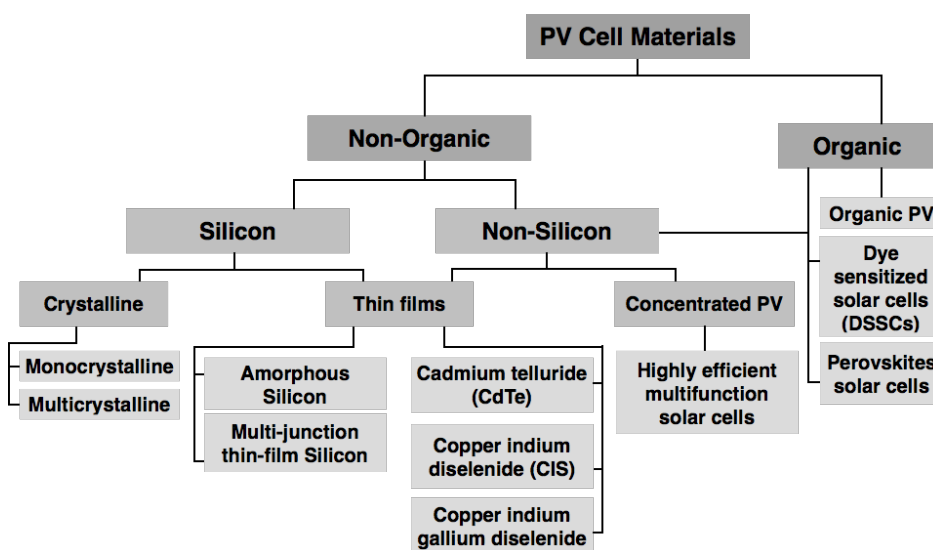 PV Cell Materials
Non-Organic
Organic
Silicon
Non-Silicon
Organic PV
Crystalline
Thin films
Concentrated PV
Dye
sensitized
solar cells
(DSSCs)
Monocrystalline
Multicrystalline
Amorphous
Silicon
Multi-junction
thin-film Silicon
Cadmium telluride
(CdTe)
Copper indium
diselenide (CIS)
Copper indium
gallium diselenide
Highly efficient
multifunction
solar cells
Perovskites
solar cells